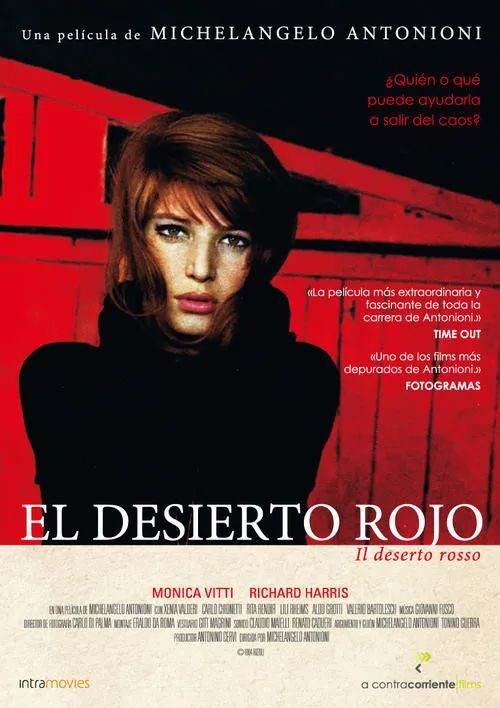 Una película de MICHELANGELO ANTONIONI
¿Quién o qué
puede ayudarla
a salir del caos?
«La película más extraordinaria y
fascinante de toda la
carrera de Antonioni.»
TIME OUT
«Uno de los films más
depurados de Antonioni.»
FOTOGRAMAS
EL DESIERTO ROJO
Il deserto rosso
MONICA VITTI RICHARD HARRIS
EN UNA PELÍCULA DE MICHELANGELO ANTONIONI CON XENIA VALDERI CARLO CHIONETTI RITA RENOIR LILI RHEIMS ALDO GROTTI VALERIO BARTOLESCHI MÚSICA GIOVANNI FUSCO
DIRECTOR DE FOTOGRAFÍA CARLO DI PALMA MONTAJE ERALDO DA ROMA VESTUARIO GITT MAGRINI SONIDO CLAUDIO MAIELLI RENATO CADUERI ARGUMENTO Y GUIÓN MICHELANGELO ANTONIONI TONINO GUERRA
PRODUCTOR ANTONINO CERVI DIRIGIDA POR MICHELANGELO ANTONIONI
© 1964 RIZZOLI
intramovies
a contracorriente films